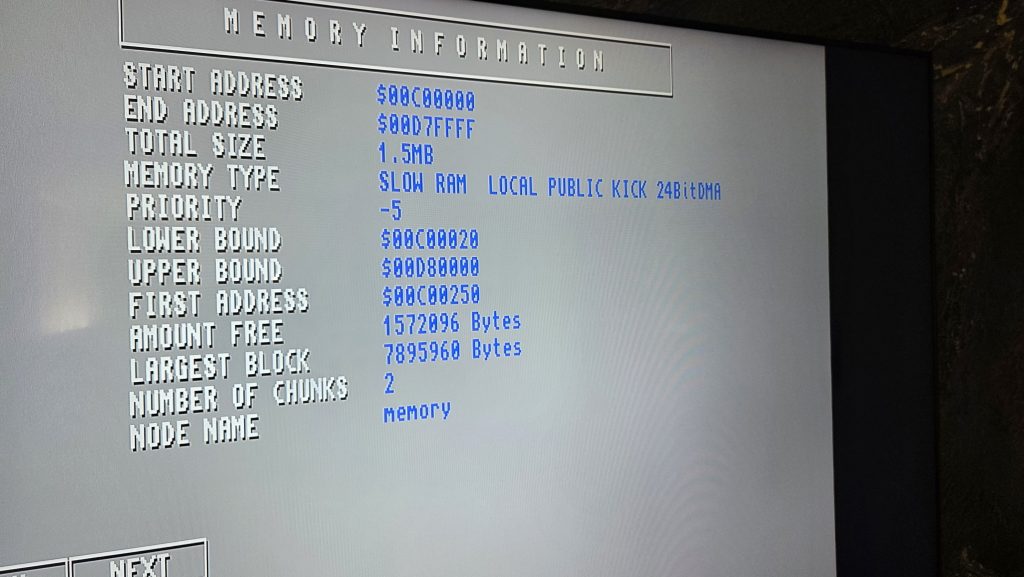 MEMORY INFORMATION
START ADDRESS $00C00000
END ADDRESS $00D7FFFF
TOTAL SIZE 1.5MB
MEMORY TYPE SLOW RAM LOCAL PUBLIC KICK 24BitDMA
PRIORITY -5
LOWER BOUND $00C00020
UPPER BOUND $00D80000
FIRST ADDRESS $00C00250
AMOUNT FREE 1572096 Bytes
LARGEST BLOCK 7895960 Bytes
NUMBER OF CHUNKS 2
NODE NAME memory
NEXT